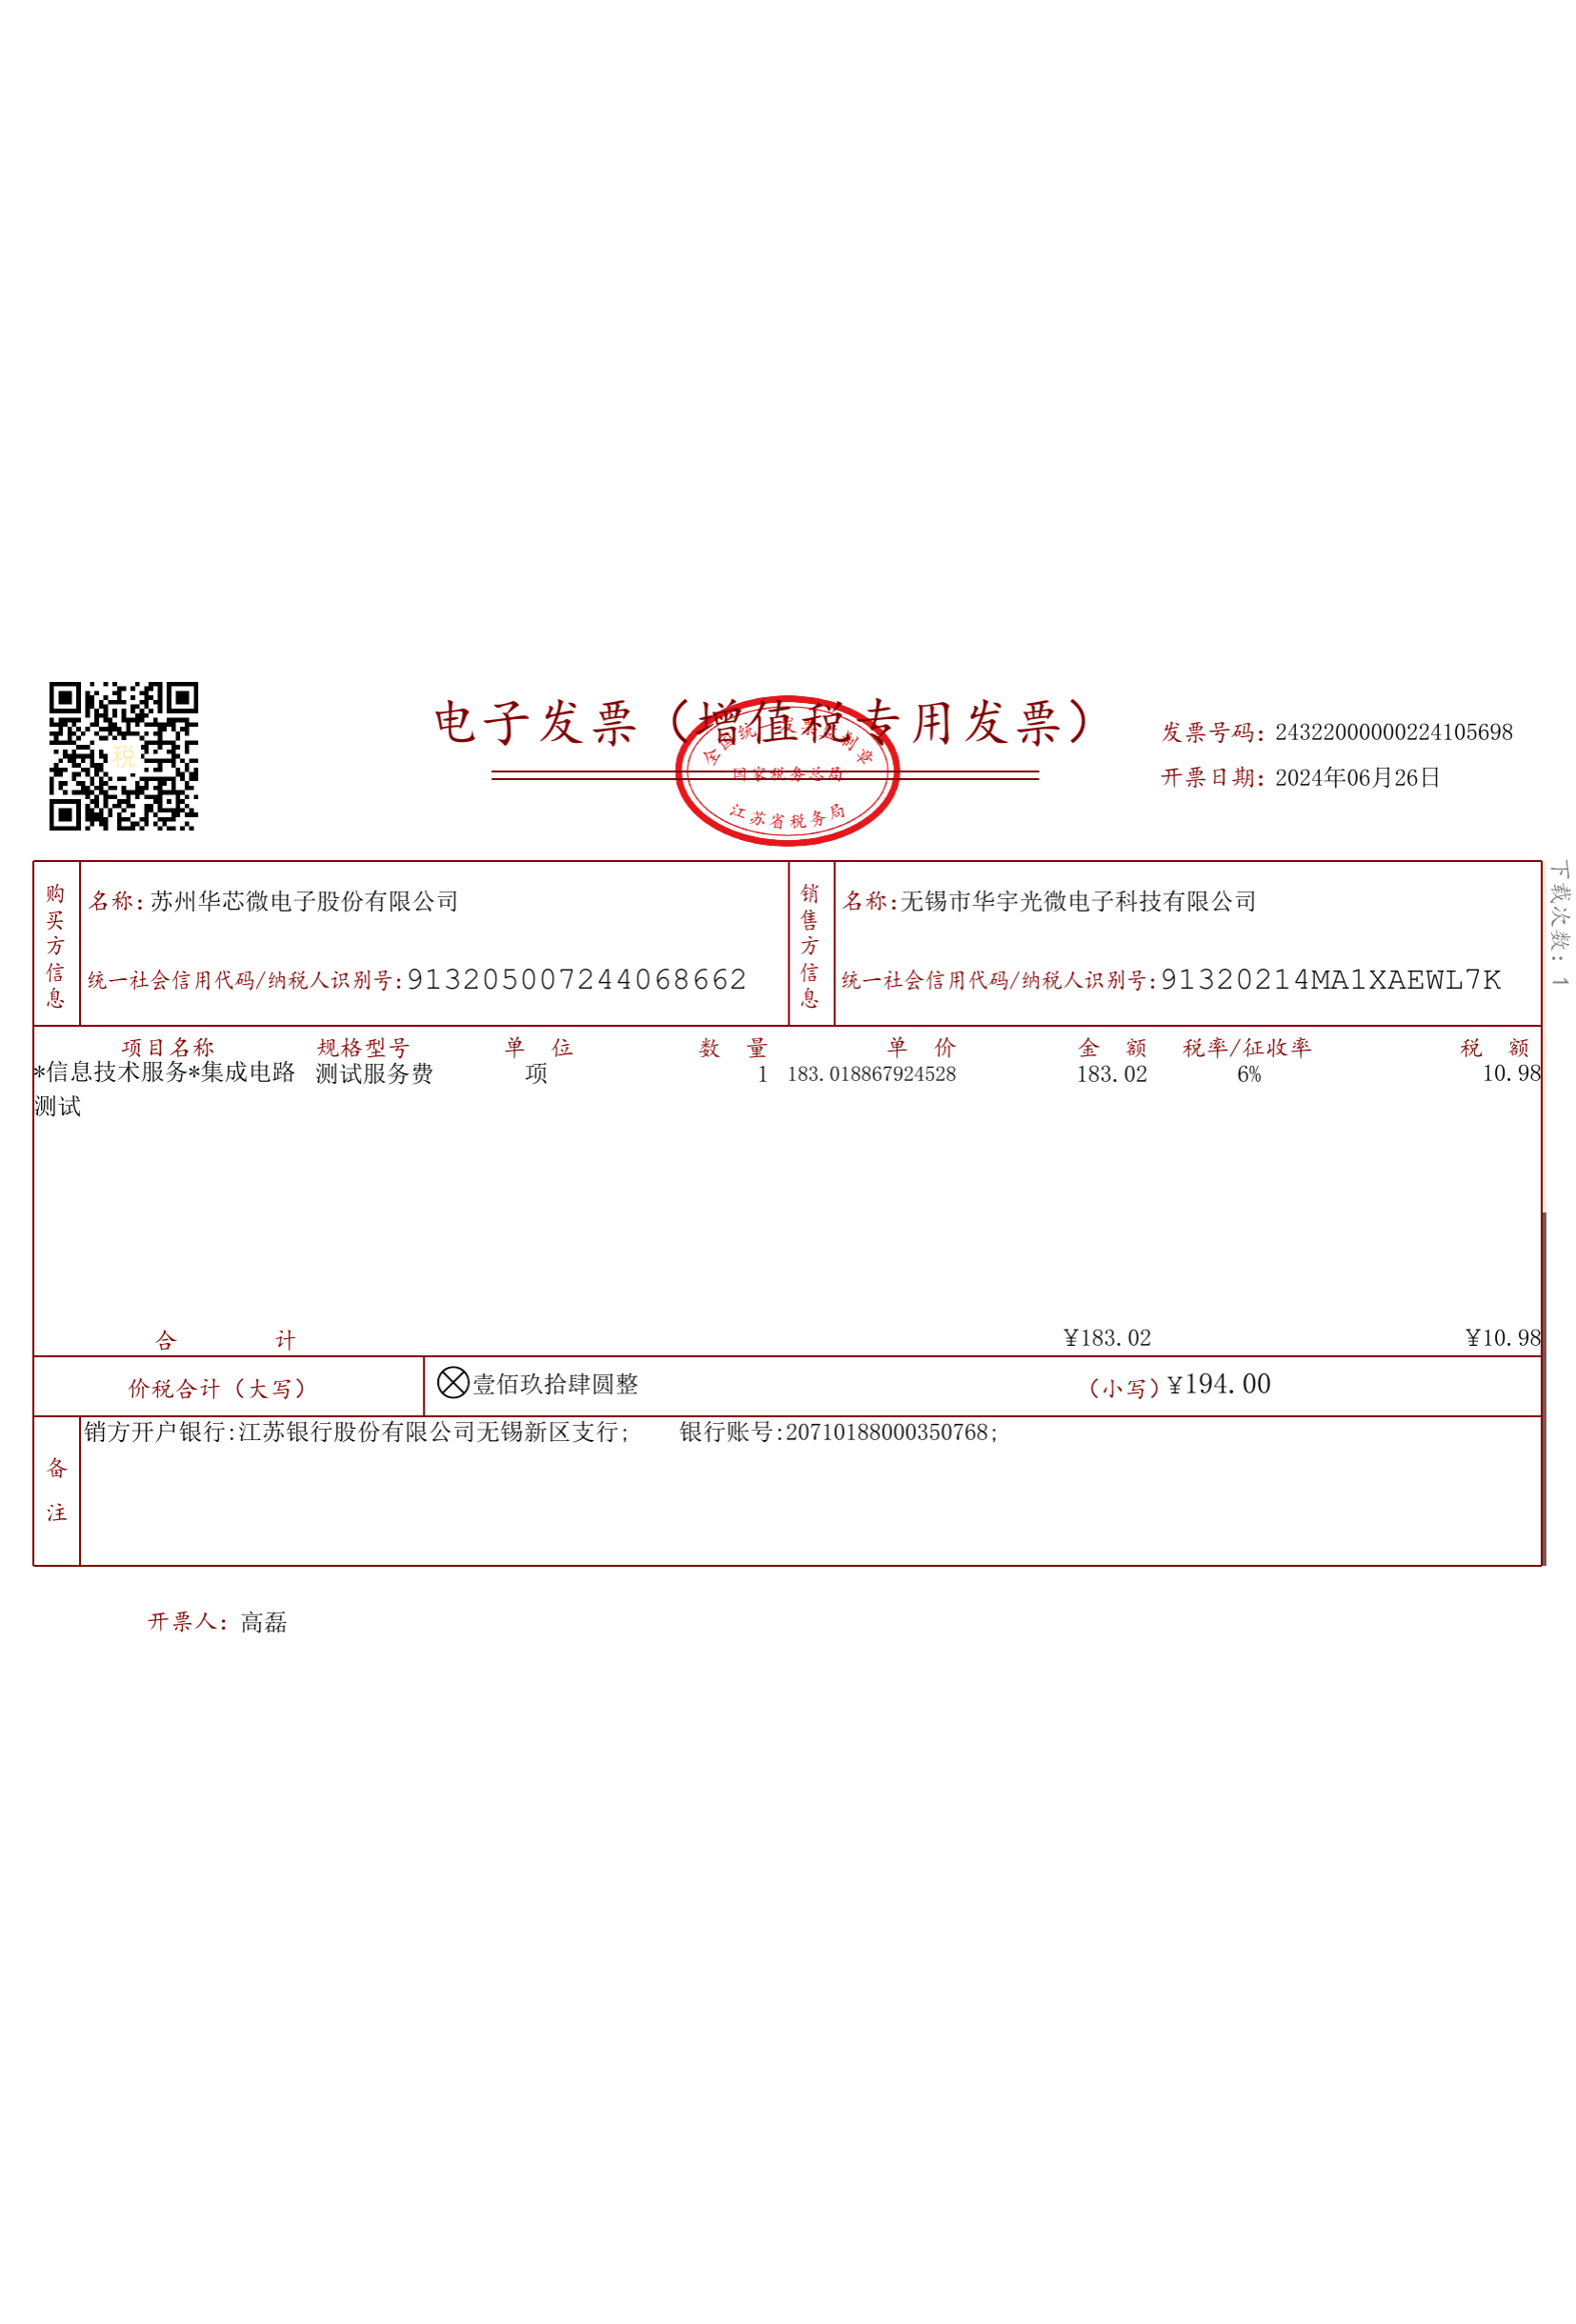 税
电子发票（增值税专用发票）
全国统一发票监制章
国家税务总局
江苏省税务局
发票号码: 24322000000224105698
开票日期: 2024年06月26日
下载次数: 1
购买方信息
名称: 苏州华芯微电子股份有限公司
统一社会信用代码/纳税人识别号: 913205007244068662
销售方信息
名称: 无锡市华宇光微电子科技有限公司
统一社会信用代码/纳税人识别号: 91320214MA1XAEWL7K
项目名称 规格型号 单 位 数 量 单 价 金 额 税率/征收率 税 额
*信息技术服务*集成电路 测试服务费 项 1 183.018867924528 183.02 6% 10.98
测试
合 计 ¥183.02 ¥10.98
价税合计（大写） 壹佰玖拾肆圆整 （小写）¥194.00
备注
销方开户银行:江苏银行股份有限公司无锡新区支行; 银行账号:20710188000350768;
开票人: 高磊